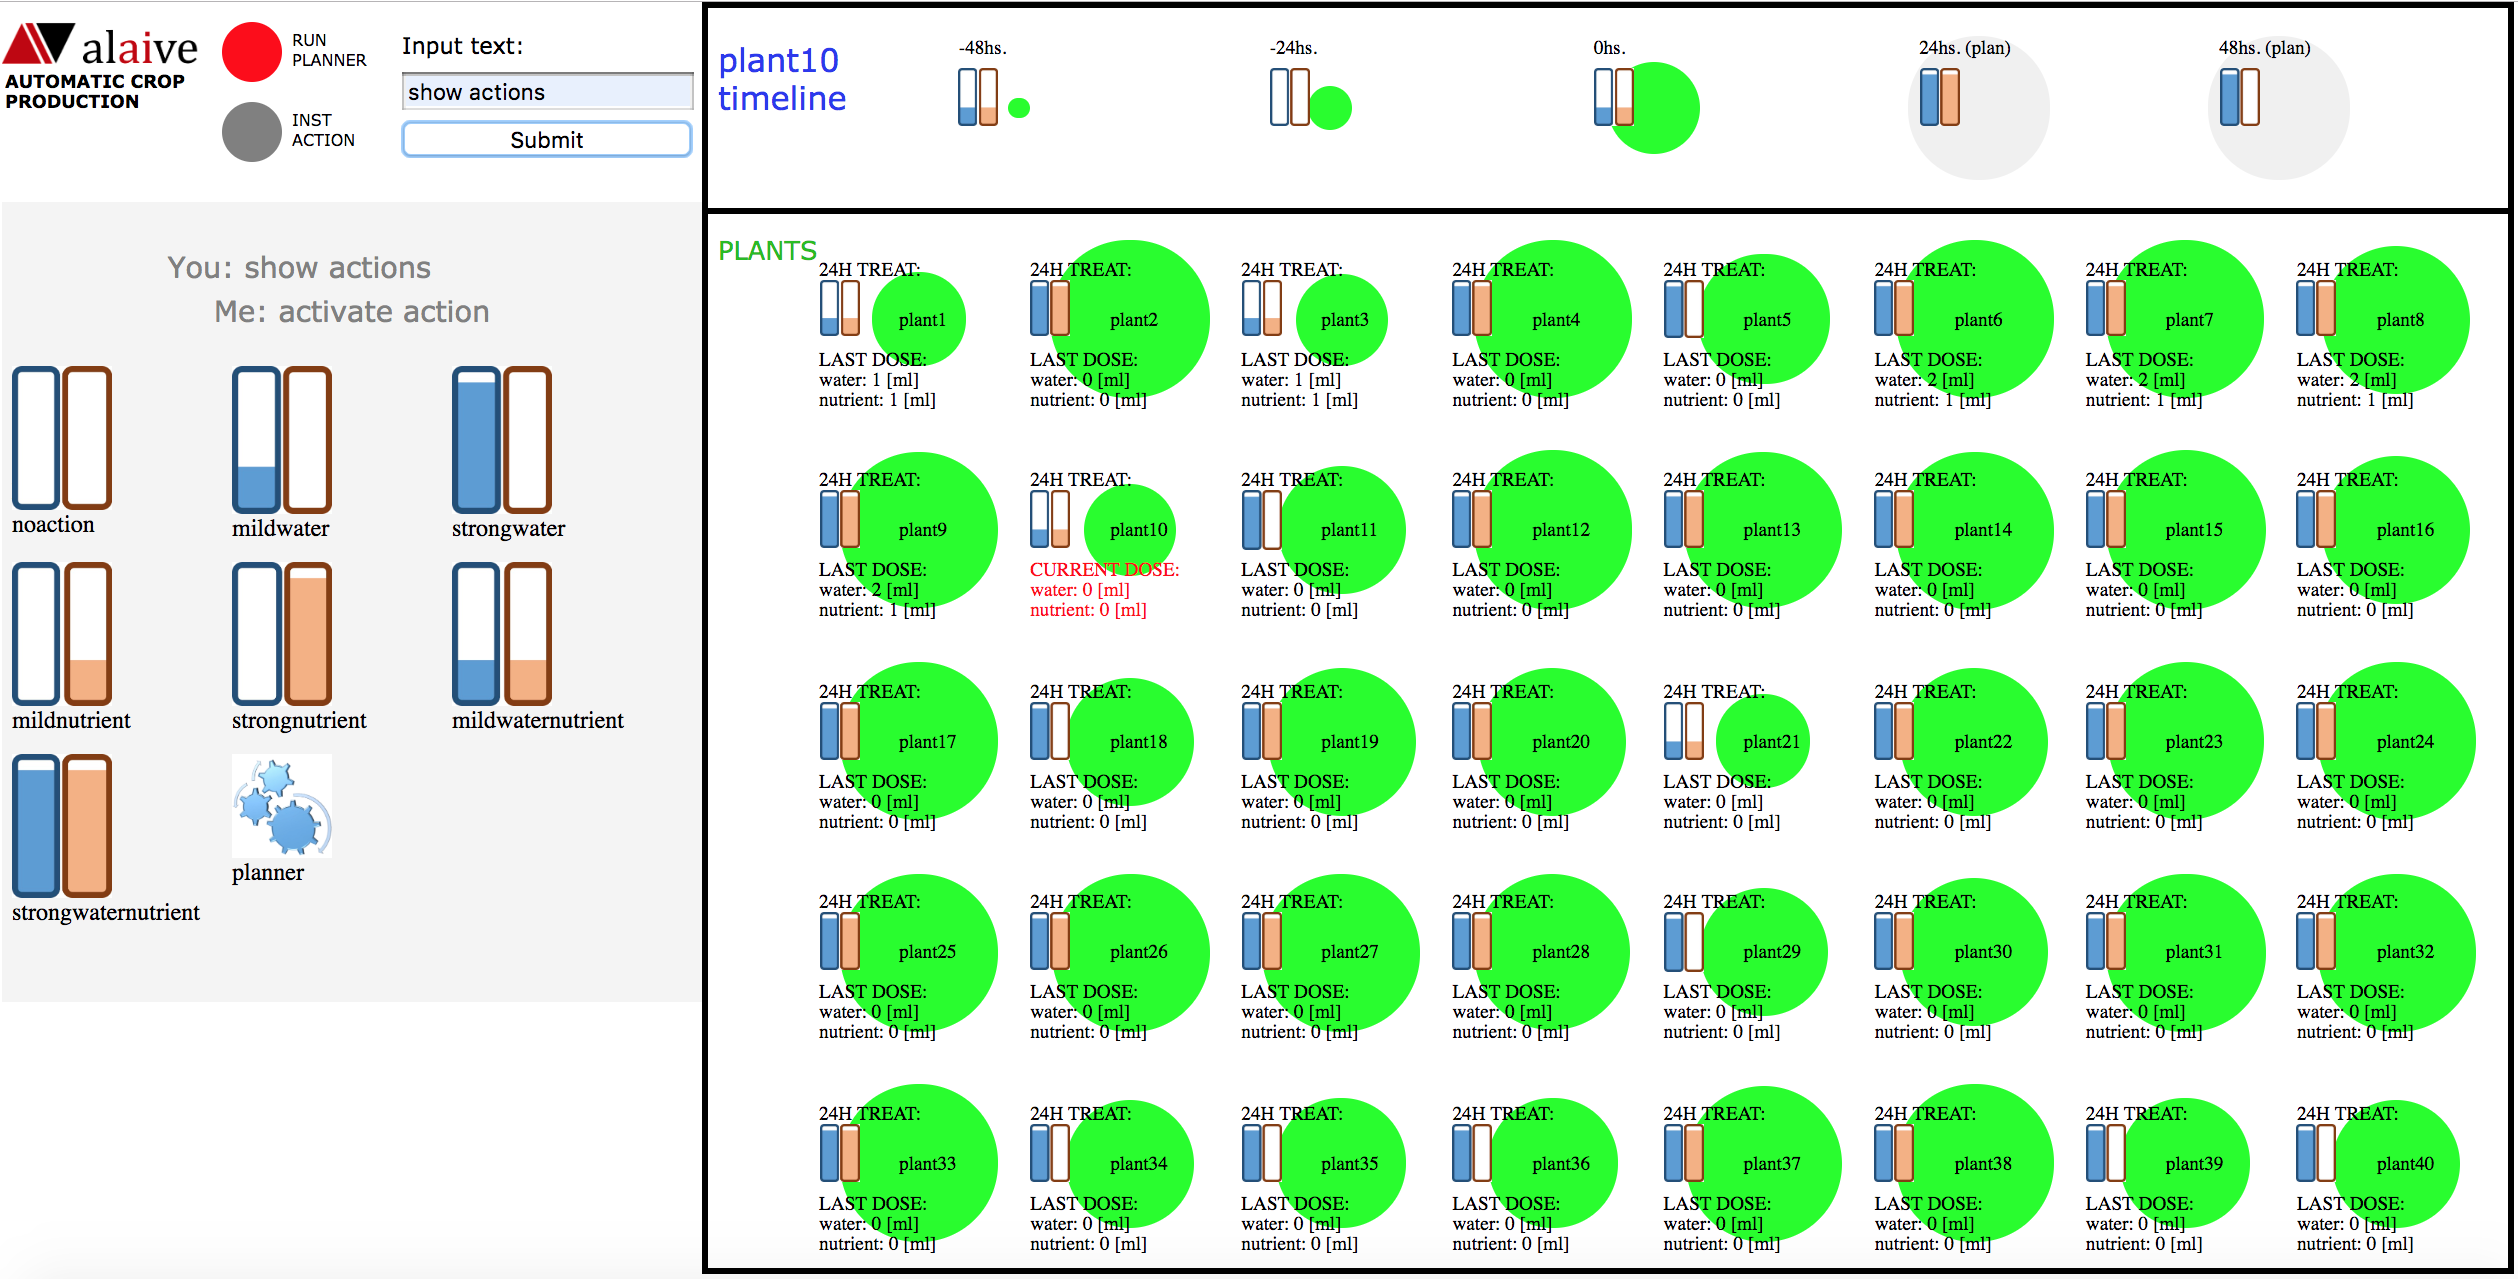 alaive
AUTOMATIC CROP
PRODUCTION
RUN
PLANNER
INST
ACTION
Input text:
show actions
Submit
You: show actions
Me: activate action
noaction
mildwater
strongwater
mildnutrient
strongnutrient
mildwaternutrient
strongwaternutrient
planner
plant10
timeline
-48hs.
-24hs.
0hs.
24hs. (plan)
48hs. (plan)
PLANTS
24H TREAT: 24H TREAT: 24H TREAT: 24H TREAT: 24H TREAT: 24H TREAT: 24H TREAT: 24H TREAT:
plant1 plant2 plant3 plant4 plant5 plant6 plant7 plant8
LAST DOSE: LAST DOSE: LAST DOSE: LAST DOSE: LAST DOSE: LAST DOSE: LAST DOSE: LAST DOSE:
water: 1 [ml] water: 0 [ml] water: 1 [ml] water: 0 [ml] water: 0 [ml] water: 2 [ml] water: 2 [ml] water: 2 [ml]
nutrient: 1 [ml] nutrient: 0 [ml] nutrient: 1 [ml] nutrient: 0 [ml] nutrient: 0 [ml] nutrient: 1 [ml] nutrient: 1 [ml] nutrient: 1 [ml]
24H TREAT: 24H TREAT: 24H TREAT: 24H TREAT: 24H TREAT: 24H TREAT: 24H TREAT: 24H TREAT:
plant9 plant10 plant11 plant12 plant13 plant14 plant15 plant16
LAST DOSE: CURRENT DOSE: LAST DOSE: LAST DOSE: LAST DOSE: LAST DOSE: LAST DOSE: LAST DOSE:
water: 2 [ml] water: 0 [ml] water: 0 [ml] water: 0 [ml] water: 0 [ml] water: 0 [ml] water: 0 [ml] water: 0 [ml]
nutrient: 1 [ml] nutrient: 0 [ml] nutrient: 0 [ml] nutrient: 0 [ml] nutrient: 0 [ml] nutrient: 0 [ml] nutrient: 0 [ml] nutrient: 0 [ml]
24H TREAT: 24H TREAT: 24H TREAT: 24H TREAT: 24H TREAT: 24H TREAT: 24H TREAT: 24H TREAT:
plant17 plant18 plant19 plant20 plant21 plant22 plant23 plant24
LAST DOSE: LAST DOSE: LAST DOSE: LAST DOSE: LAST DOSE: LAST DOSE: LAST DOSE: LAST DOSE:
water: 0 [ml] water: 0 [ml] water: 0 [ml] water: 0 [ml] water: 0 [ml] water: 0 [ml] water: 0 [ml] water: 0 [ml]
nutrient: 0 [ml] nutrient: 0 [ml] nutrient: 0 [ml] nutrient: 0 [ml] nutrient: 0 [ml] nutrient: 0 [ml] nutrient: 0 [ml] nutrient: 0 [ml]
24H TREAT: 24H TREAT: 24H TREAT: 24H TREAT: 24H TREAT: 24H TREAT: 24H TREAT: 24H TREAT:
plant25 plant26 plant27 plant28 plant29 plant30 plant31 plant32
LAST DOSE: LAST DOSE: LAST DOSE: LAST DOSE: LAST DOSE: LAST DOSE: LAST DOSE: LAST DOSE:
water: 0 [ml] water: 0 [ml] water: 0 [ml] water: 0 [ml] water: 0 [ml] water: 0 [ml] water: 0 [ml] water: 0 [ml]
nutrient: 0 [ml] nutrient: 0 [ml] nutrient: 0 [ml] nutrient: 0 [ml] nutrient: 0 [ml] nutrient: 0 [ml] nutrient: 0 [ml] nutrient: 0 [ml]
24H TREAT: 24H TREAT: 24H TREAT: 24H TREAT: 24H TREAT: 24H TREAT: 24H TREAT: 24H TREAT:
plant33 plant34 plant35 plant36 plant37 plant38 plant39 plant40
LAST DOSE: LAST DOSE: LAST DOSE: LAST DOSE: LAST DOSE: LAST DOSE: LAST DOSE: LAST DOSE:
water: 0 [ml] water: 0 [ml] water: 0 [ml] water: 0 [ml] water: 0 [ml] water: 0 [ml] water: 0 [ml] water: 0 [ml]
nutrient: 0 [ml] nutrient: 0 [ml] nutrient: 0 [ml] nutrient: 0 [ml] nutrient: 0 [ml] nutrient: 0 [ml] nutrient: 0 [ml] nutrient: 0 [ml]